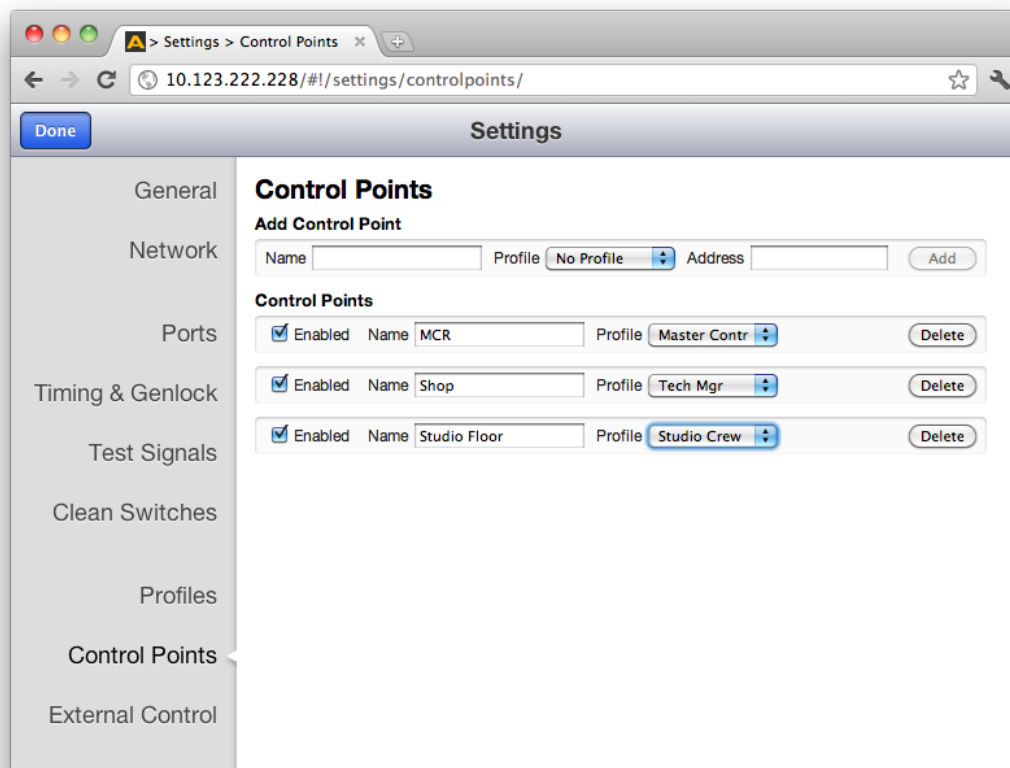 > Settings > Control Points
10.123.222.228/#!/settings/controlpoints/
Done
Settings
General
Network
Ports
Timing & Genlock
Test Signals
Clean Switches
Profiles
Control Points
External Control
Control Points
Add Control Point
Name Profile No Profile Address Add
Control Points
Enabled Name MCR Profile Master Contr Delete
Enabled Name Shop Profile Tech Mgr Delete
Enabled Name Studio Floor Profile Studio Crew Delete